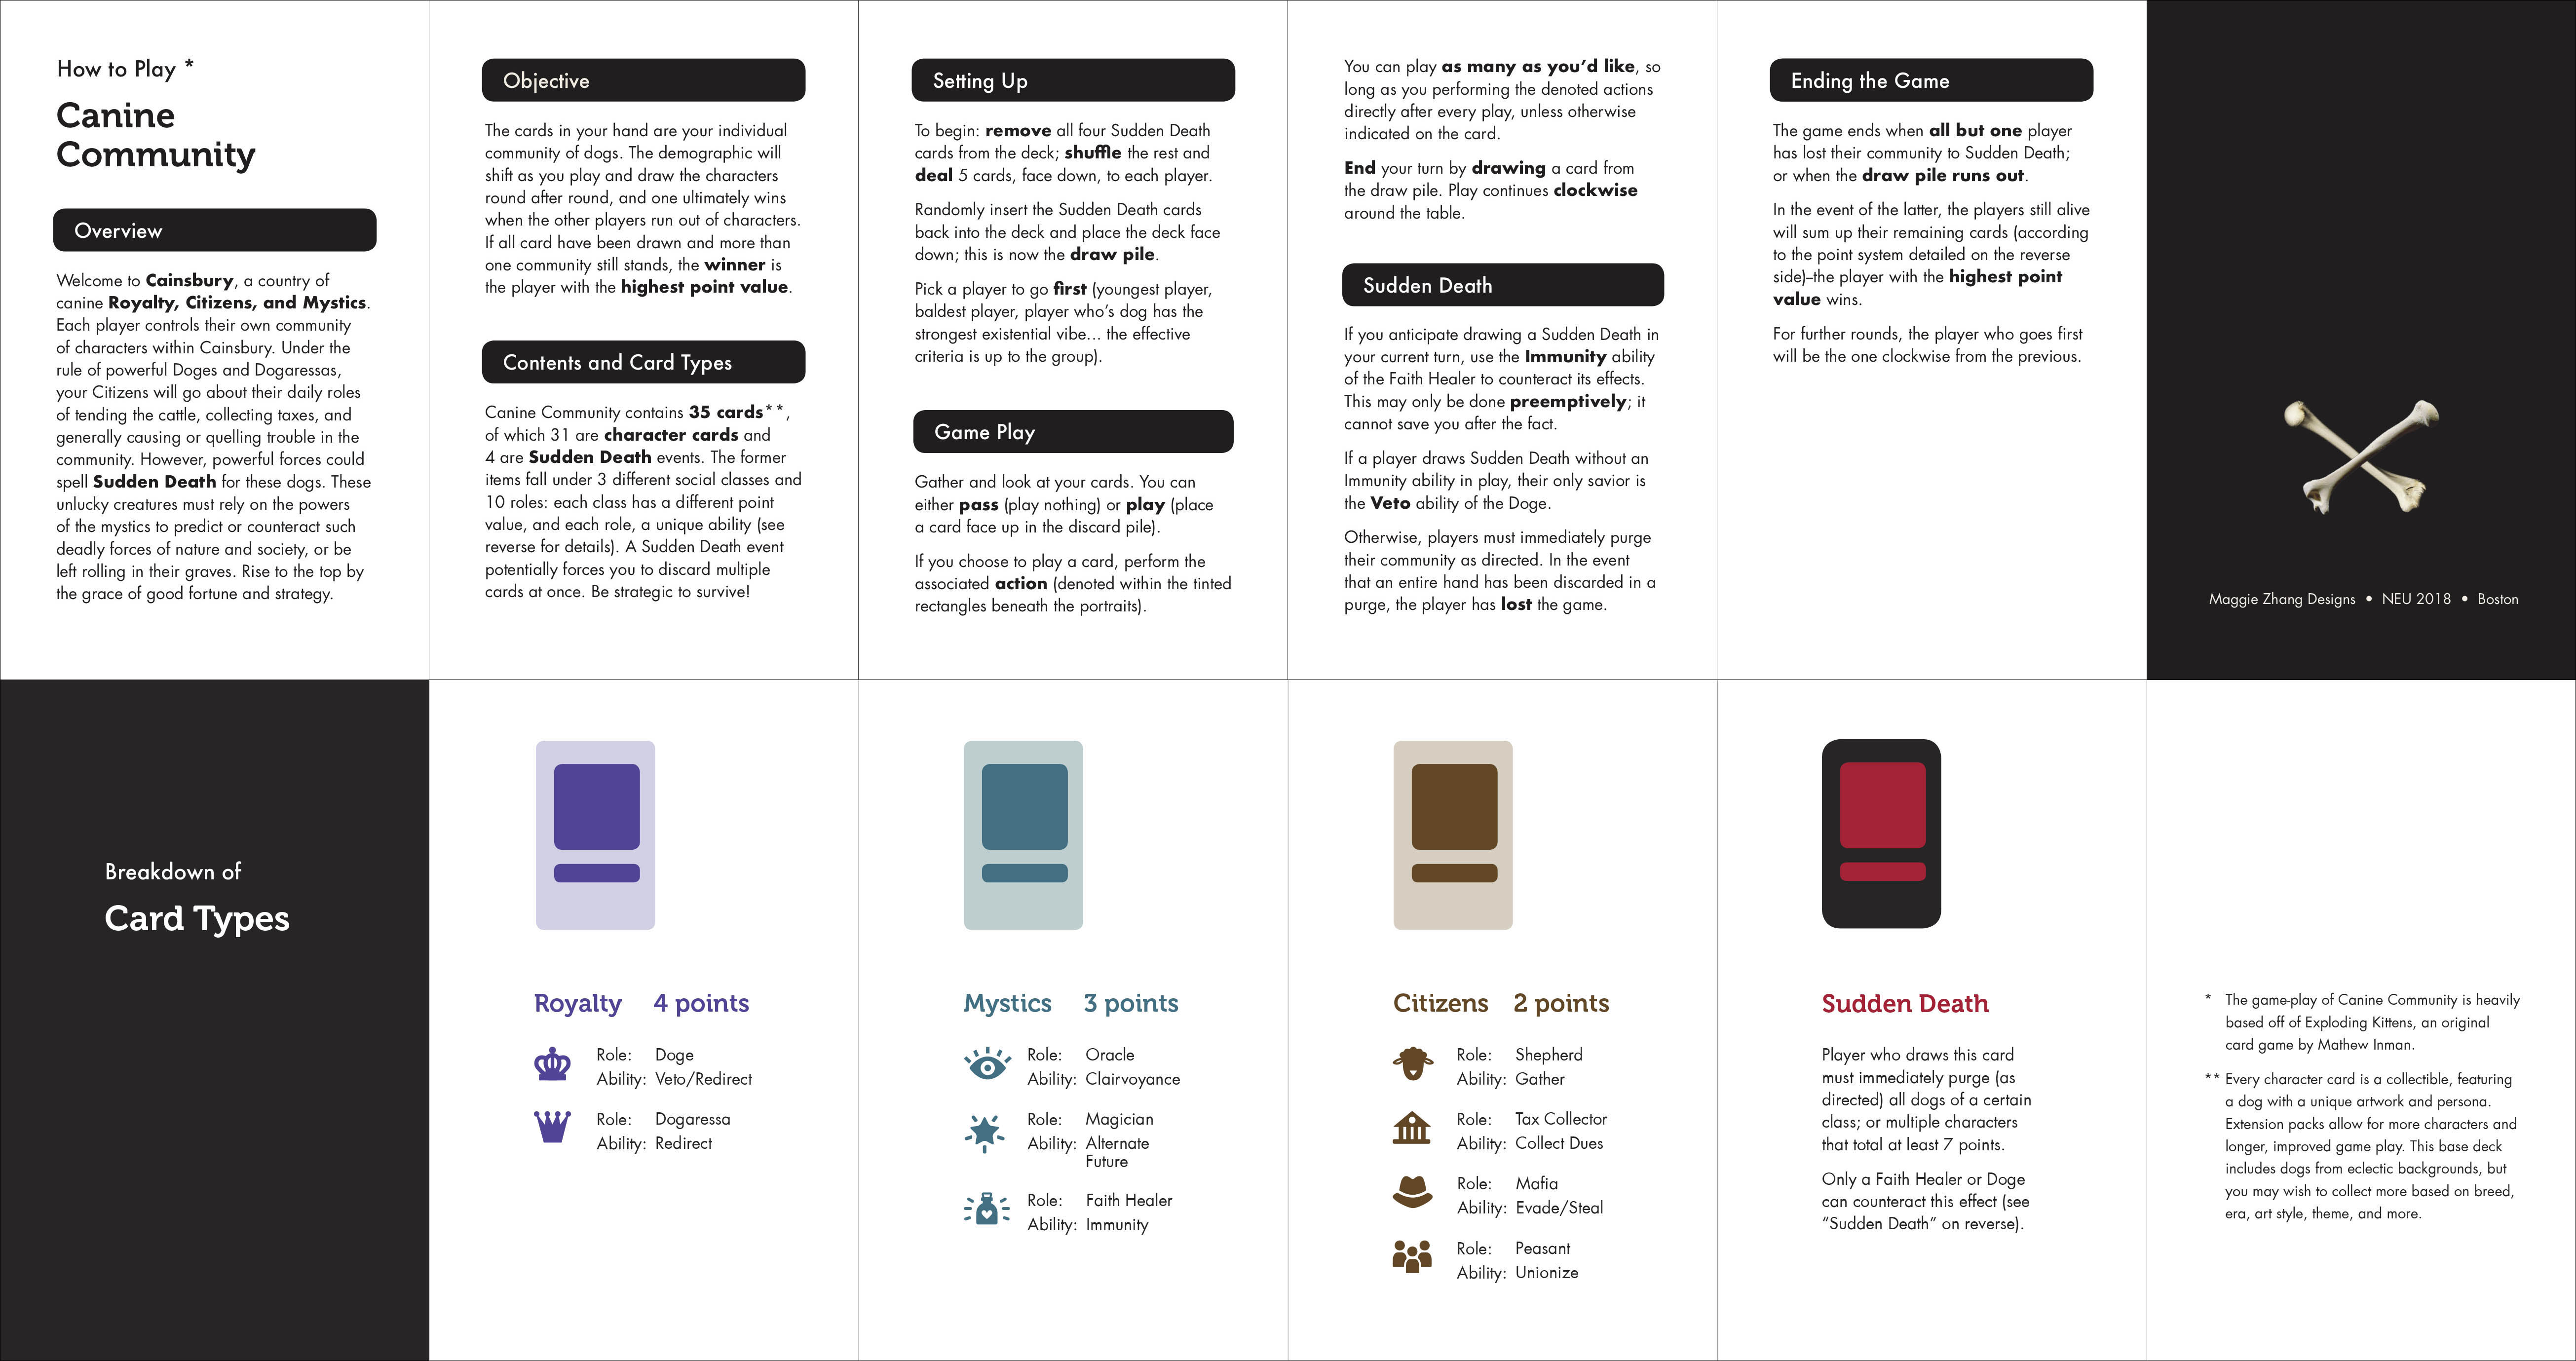 How to Play *
Canine
Community
Overview
Welcome to Cainsbury, a country of
canine Royalty, Citizens, and Mystics.
Each player controls their own community
of characters within Cainsbury. Under the
rule of powerful Doges and Dogaressas,
your Citizens will go about their daily roles
of tending the cattle, collecting taxes, and
generally causing or quelling trouble in the
community. However, powerful forces could
spell Sudden Death for these dogs. These
unlucky creatures must rely on the powers
of the mystics to predict or counteract such
deadly forces of nature and society, or be
left rolling in their graves. Rise to the top by
the grace of good fortune and strategy.
Objective
The cards in your hand are your individual
community of dogs. The demographic will
shift as you play and draw the characters
round after round, and one ultimately wins
when the other players run out of characters.
If all card have been drawn and more than
one community still stands, the winner is
the player with the highest point value.
Contents and Card Types
Canine Community contains 35 cards**,
of which 31 are character cards and
4 are Sudden Death events. The former
items fall under 3 different social classes and
10 roles: each class has a different point
value, and each role, a unique ability (see
reverse for details). A Sudden Death event
potentially forces you to discard multiple
cards at once. Be strategic to survive!
Setting Up
To begin: remove all four Sudden Death
cards from the deck; shuffle the rest and
deal 5 cards, face down, to each player.
Randomly insert the Sudden Death cards
back into the deck and place the deck face
down; this is now the draw pile.
Pick a player to go first (youngest player,
baldest player, player who's dog has the
strongest existential vibe... the effective
criteria is up to the group).
Game Play
Gather and look at your cards. You can
either pass (play nothing) or play (place
a card face up in the discard pile).
If you choose to play a card, perform the
associated action (denoted within the tinted
rectangles beneath the portraits).
You can play as many as you'd like, so
long as you performing the denoted actions
directly after every play, unless otherwise
indicated on the card.
End your turn by drawing a card from
the draw pile. Play continues clockwise
around the table.
Sudden Death
If you anticipate drawing a Sudden Death in
your current turn, use the Immunity ability
of the Faith Healer to counteract its effects.
This may only be done preemptively; it
cannot save you after the fact.
If a player draws Sudden Death without an
Immunity ability in play, their only savior is
the Veto ability of the Doge.
Otherwise, players must immediately purge
their community as directed. In the event
that an entire hand has been discarded in a
purge, the player has lost the game.
Ending the Game
The game ends when all but one player
has lost their community to Sudden Death;
or when the draw pile runs out.
In the event of the latter, the players still alive
will sum up their remaining cards (according
to the point system detailed on the reverse
side)–the player with the highest point
value wins.
For further rounds, the player who goes first
will be the one clockwise from the previous.
Maggie Zhang Designs • NEU 2018 • Boston
Breakdown of
Card Types
Royalty 4 points
Role: Doge
Ability: Veto/Redirect
Role: Dogaressa
Ability: Redirect
Mystics 3 points
Role: Oracle
Ability: Clairvoyance
Role: Magician
Ability: Alternate
Future
Role: Faith Healer
Ability: Immunity
Citizens 2 points
Role: Shepherd
Ability: Gather
Role: Tax Collector
Ability: Collect Dues
Role: Mafia
Ability: Evade/Steal
Role: Peasant
Ability: Unionize
Sudden Death
Player who draws this card
must immediately purge (as
directed) all dogs of a certain
class; or multiple characters
that total at least 7 points.
Only a Faith Healer or Doge
can counteract this effect (see
"Sudden Death" on reverse).
* The game-play of Canine Community is heavily
based off of Exploding Kittens, an original
card game by Mathew Inman.
** Every character card is a collectible, featuring
a dog with a unique artwork and persona.
Extension packs allow for more characters and
longer, improved game play. This base deck
includes dogs from eclectic backgrounds, but
you may wish to collect more based on breed,
era, art style, theme, and more.